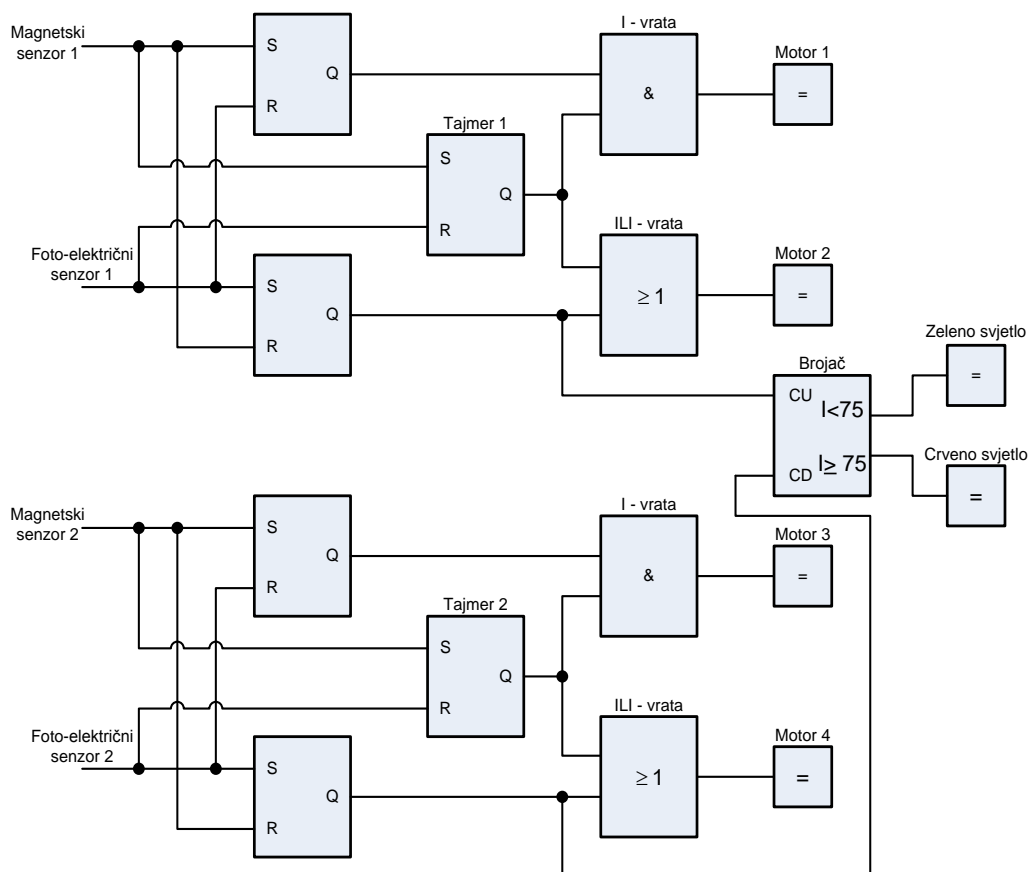 Magnetski
senzor 1
S
Q
R
I - vrata
&
Motor 1
=
Tajmer 1
S
Q
R
Foto-električni
senzor 1
S
Q
R
ILI - vrata
≥ 1
Motor 2
=
Zeleno svjetlo
=
Brojač
CU
I<75
I≥ 75
CD
Crveno svjetlo
=
Magnetski
senzor 2
S
Q
R
I - vrata
&
Motor 3
=
Tajmer 2
S
Q
R
Foto-električni
senzor 2
S
Q
R
ILI - vrata
≥ 1
Motor 4
=